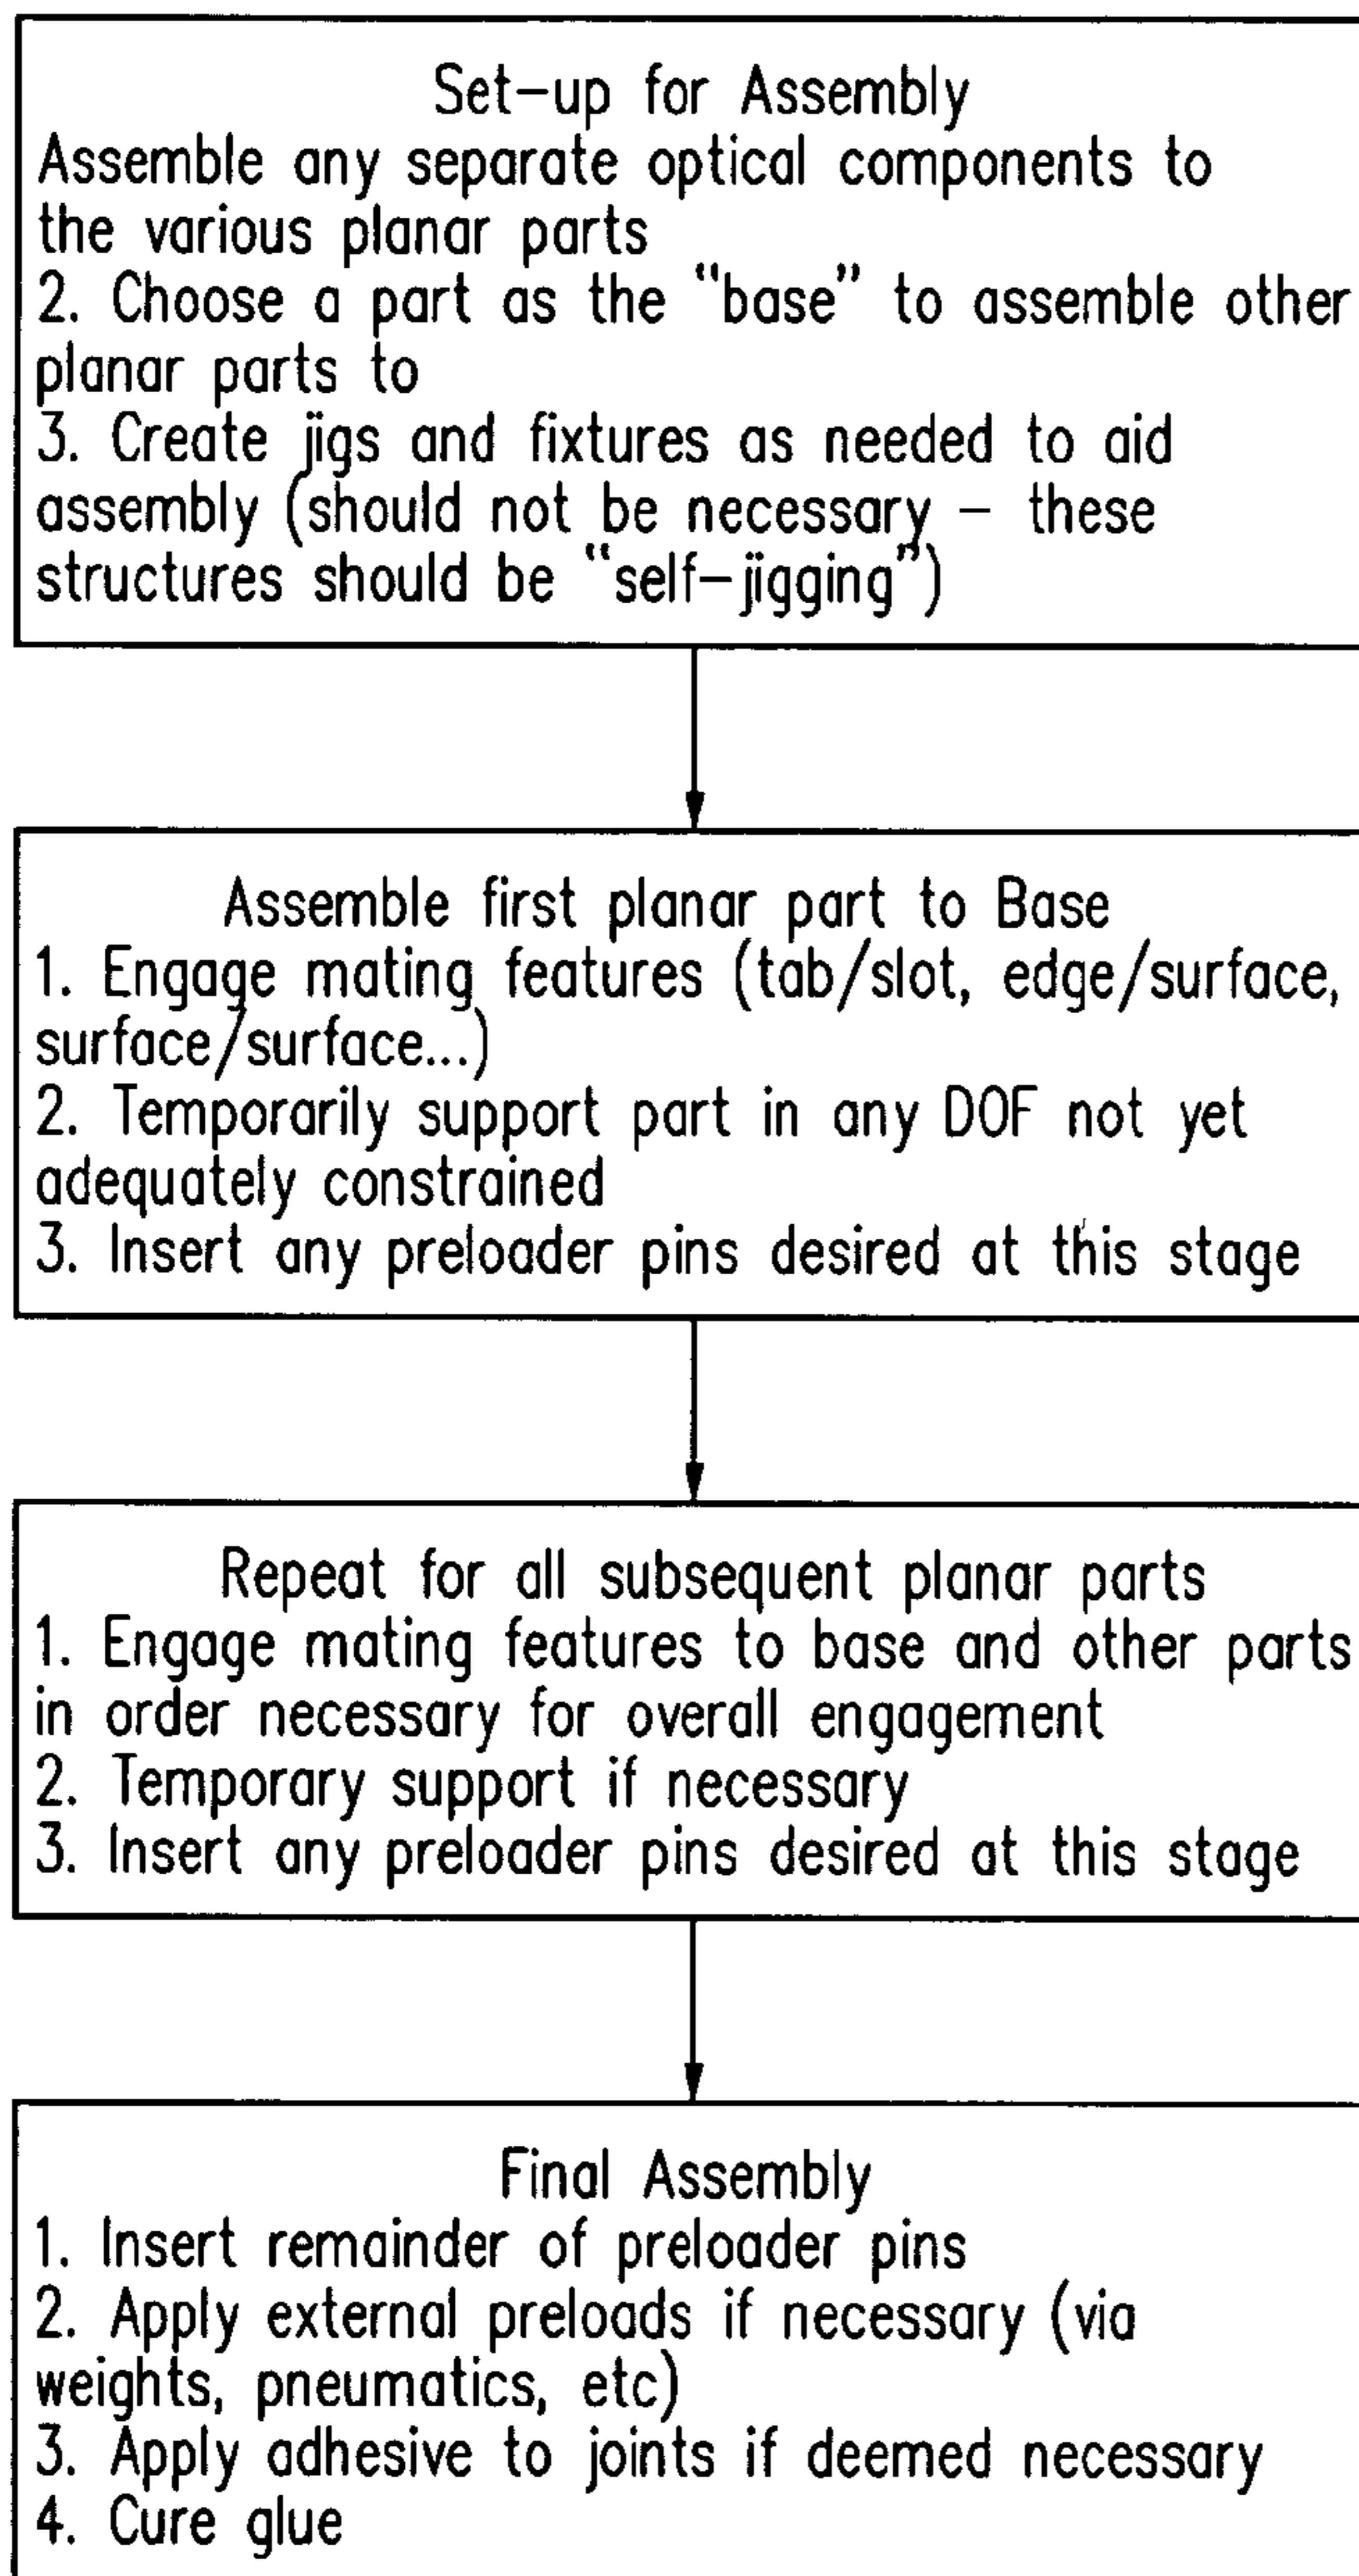 Set-up for Assembly
Assemble any separate optical components to
the various planar parts
2. Choose a part as the “base” to assemble other
planar parts to
3. Create jigs and fixtures as needed to aid
assembly (should not be necessary – these
structures should be “self-jigging”)
Assemble first planar part to Base
1. Engage mating features (tab/slot, edge/surface,
surface/surface...)
2. Temporarily support part in any DOF not yet
adequately constrained
3. Insert any preloader pins desired at this stage
Repeat for all subsequent planar parts
1. Engage mating features to base and other parts
in order necessary for overall engagement
2. Temporary support if necessary
3. Insert any preloader pins desired at this stage
Final Assembly
1. Insert remainder of preloader pins
2. Apply external preloads if necessary (via
weights, pneumatics, etc)
3. Apply adhesive to joints if deemed necessary
4. Cure glue